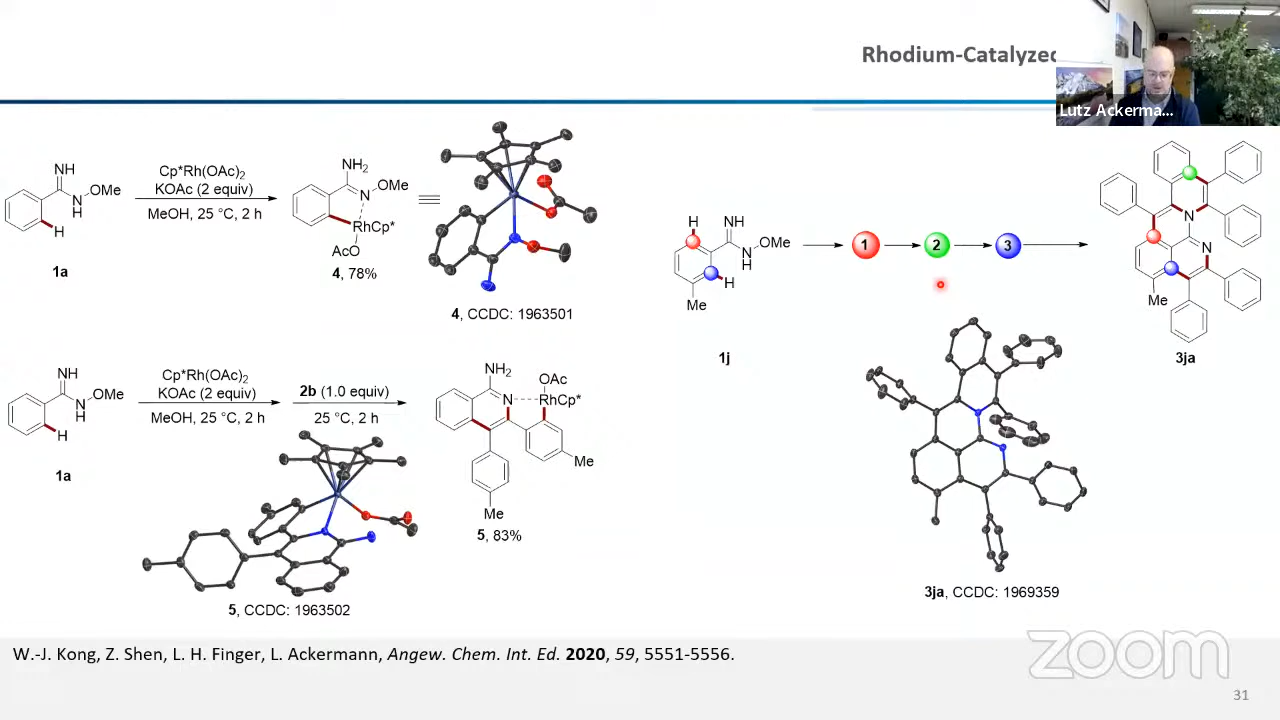 Rhodium-Catalyzed
Lutz Ackerma...
NH
OMe
N
H
H
1a
Cp*Rh(OAc)2
KOAc (2 equiv)
MeOH, 25 °C, 2 h
NH2
OMe
N
RhCp*
AcO
4, 78%
4, CCDC: 1963501
H
NH
OMe
N
H
H
Me
1j
1
2
3
N
N
Me
3ja
NH
OMe
N
H
H
1a
Cp*Rh(OAc)2
KOAc (2 equiv)
MeOH, 25 °C, 2 h
2b (1.0 equiv)
25 °C, 2 h
NH2
OAc
N
RhCp*
Me
Me
5, 83%
5, CCDC: 1963502
3ja, CCDC: 1969359
W.-J. Kong, Z. Shen, L. H. Finger, L. Ackermann, Angew. Chem. Int. Ed. 2020, 59, 5551-5556.
zoom
31